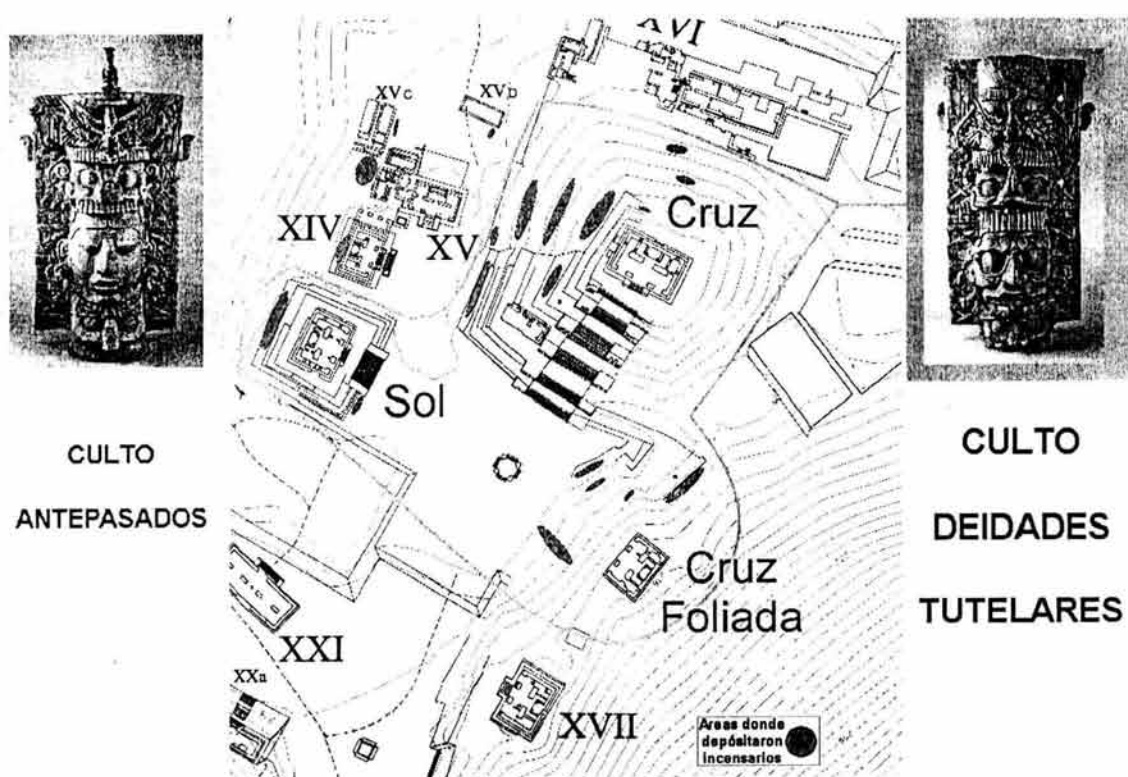 XVI
XVc
XVb
Cruz
XIV
XV
Sol
CULTO
ANTEPASADOS
CULTO
DEIDADES
TUTELARES
Cruz
Foliada
XXI
XXa
XVII
Areas donde
depósitaron
incensarios